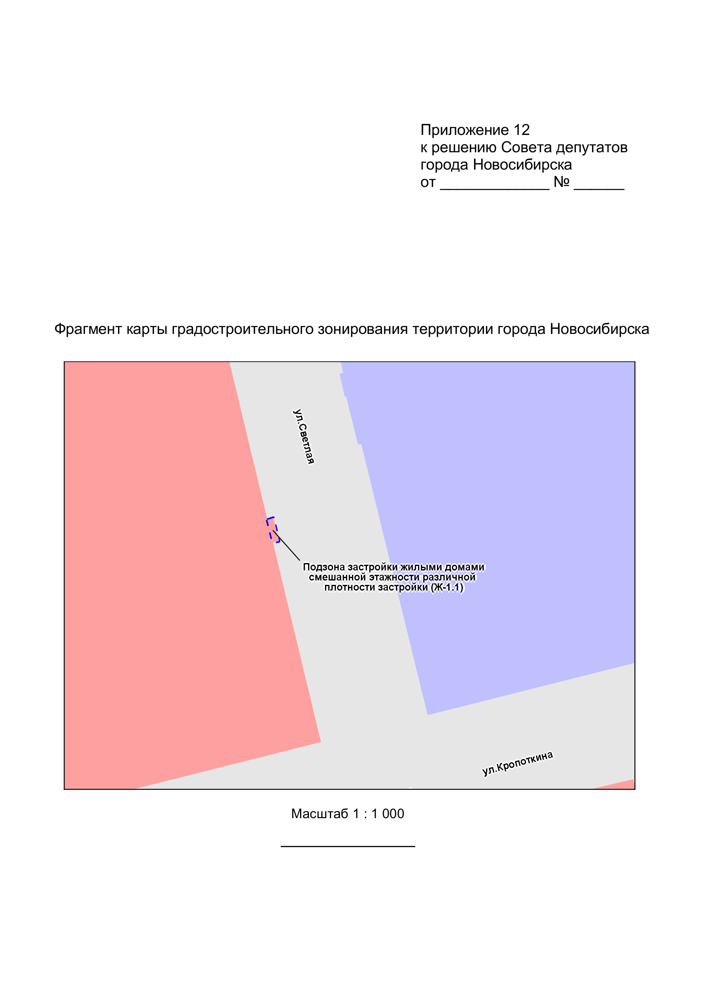 Приложение 12
к решению Совета депутатов
города Новосибирска
от _____________ № ______
Фрагмент карты градостроительного зонирования территории города Новосибирска
ул.Светлая
Подзона застройки жилыми домами
смешанной этажности различной
плотности застройки (Ж-1.1)
ул.Кропоткина
Масштаб 1 : 1 000